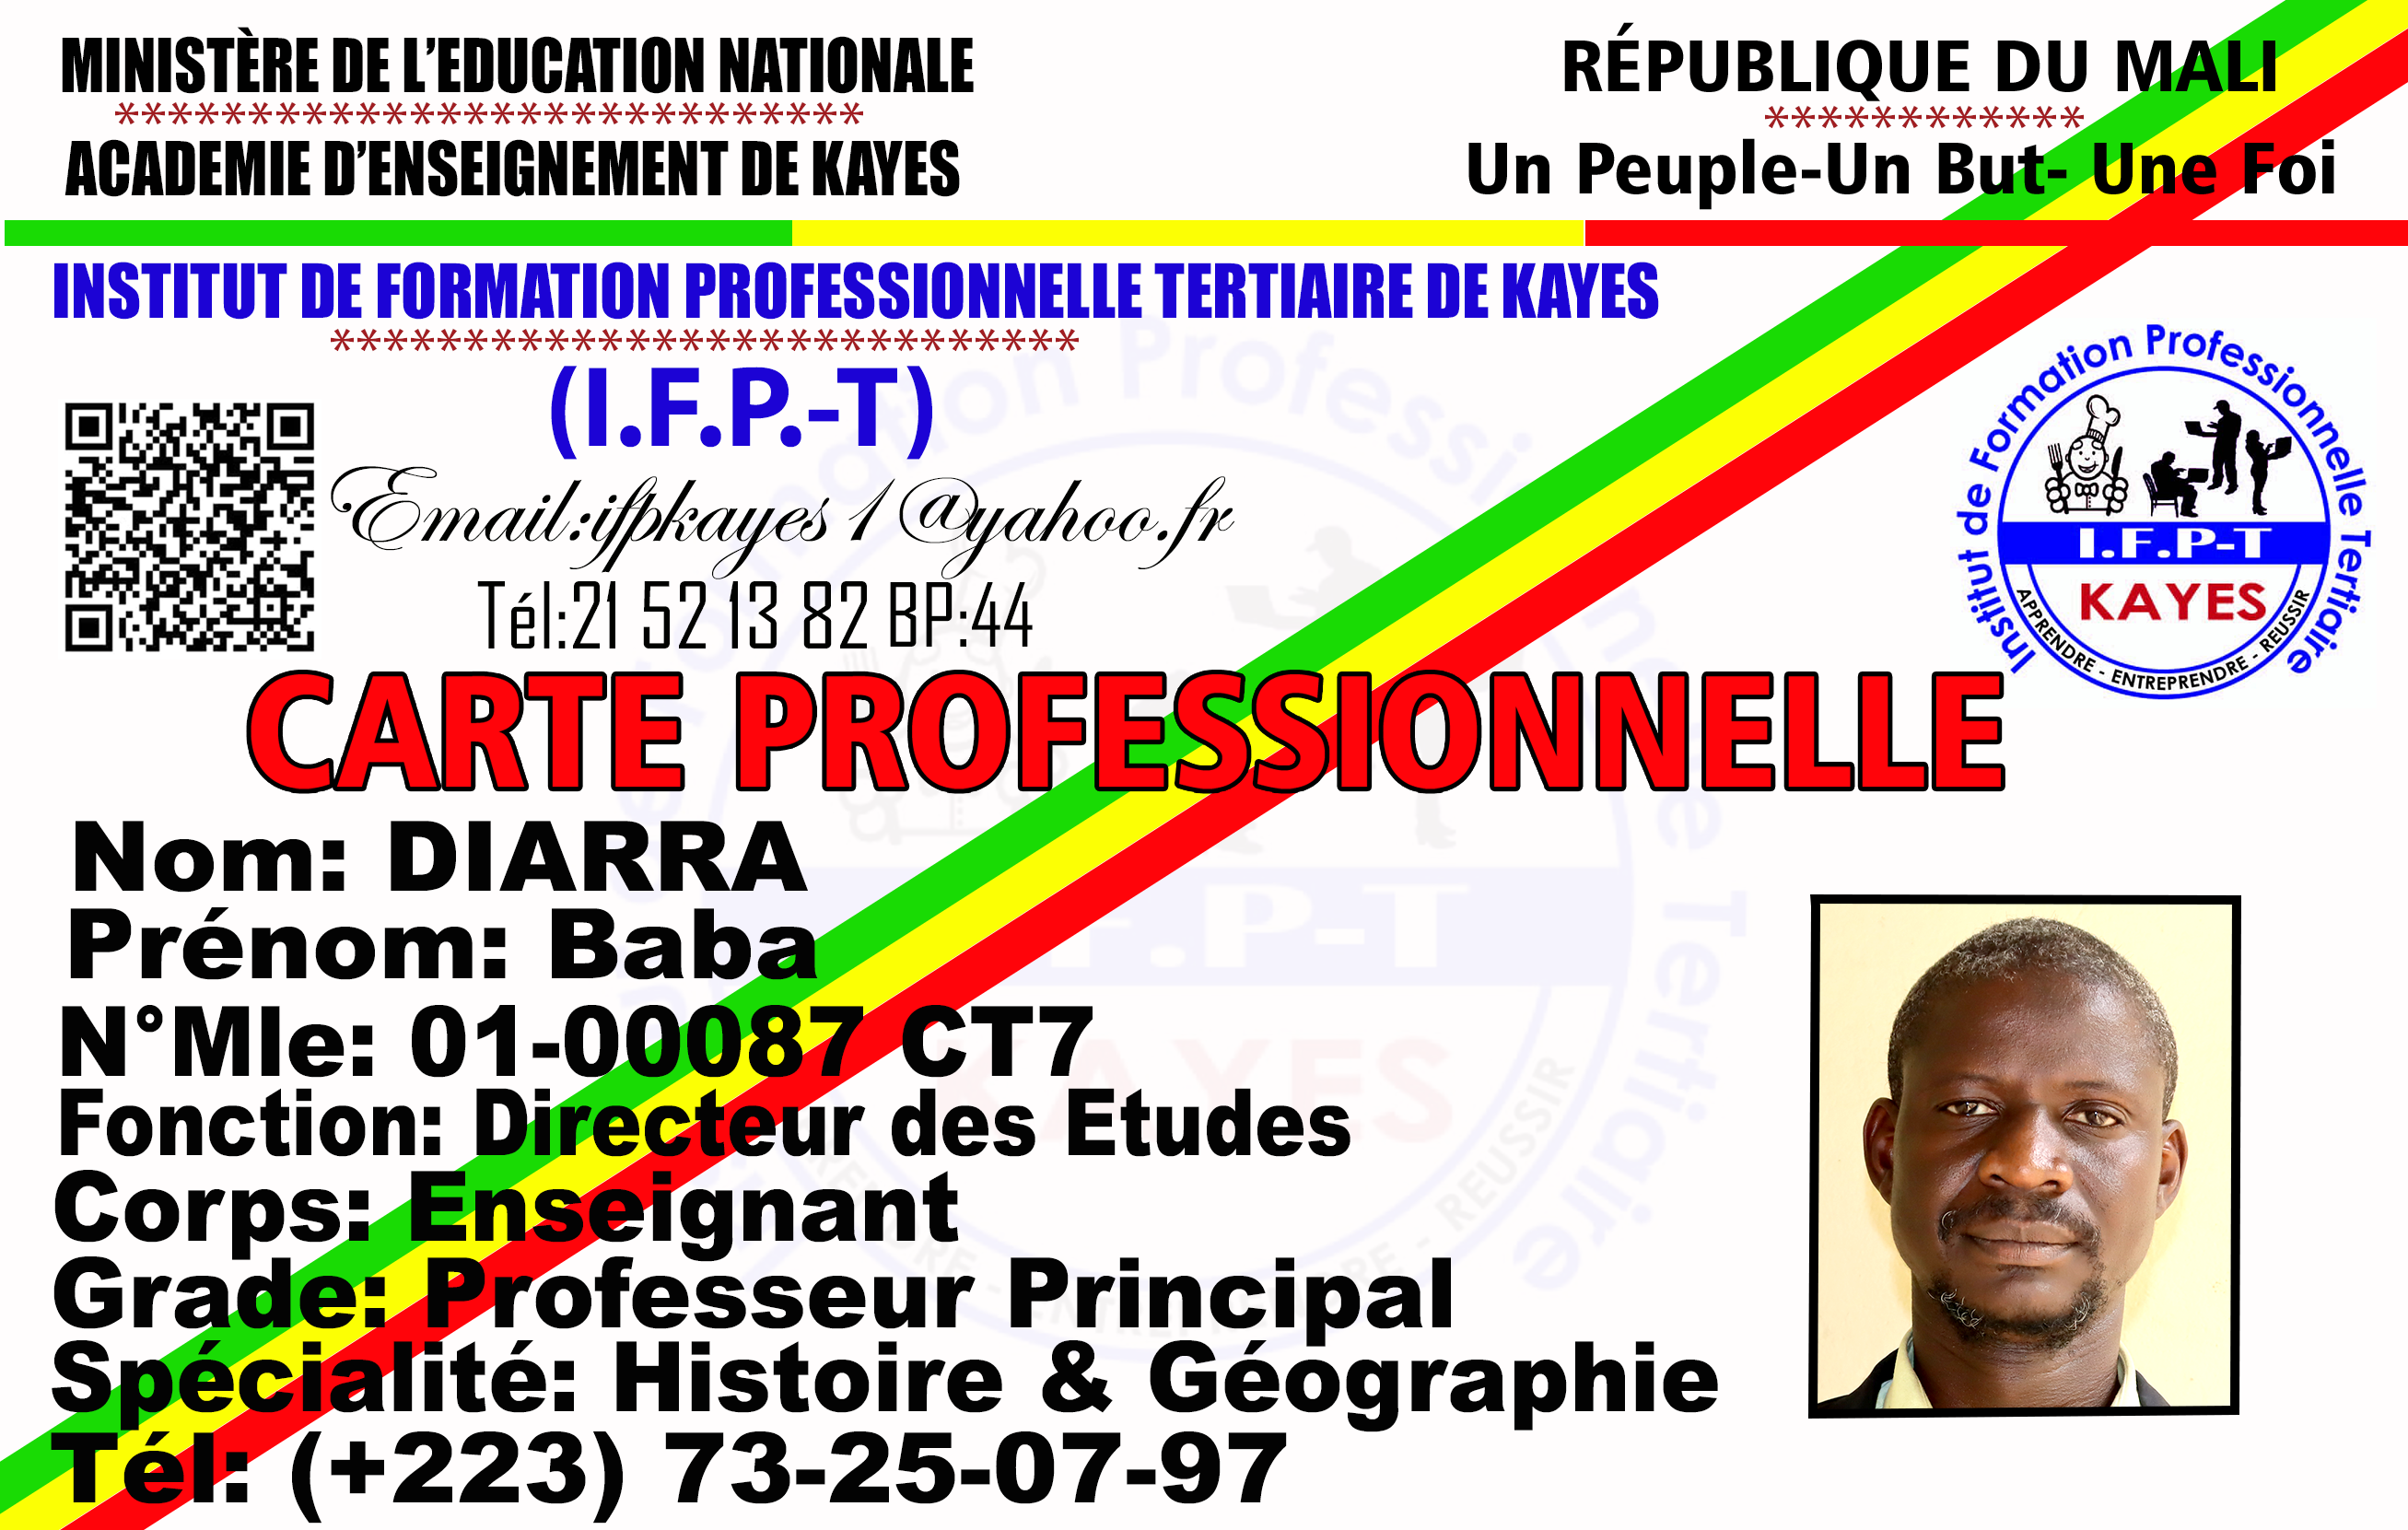 MINISTÈRE DE L'EDUCATION NATIONALE
***************************
ACADEMIE D'ENSEIGNEMENT DE KAYES
RÉPUBLIQUE DU MALI
************
Un Peuple-Un But- Une Foi
INSTITUT DE FORMATION PROFESSIONNELLE TERTIAIRE DE KAYES
***************************
(I.F.P.-T)
Email:ifpkayes1@yahoo.fr
Tél:21 52 13 82 BP:44
Institut de Formation Professionnelle Tertiaire
I.F.P-T
KAYES
APPRENDRE - ENTREPRENDRE - REUSSIR
CARTE PROFESSIONNELLE
Nom: DIARRA
Prénom: Baba
N°Mle: 01-00087 CT7
Fonction: Directeur des Etudes
Corps: Enseignant
Grade: Professeur Principal
Spécialité: Histoire & Géographie
Tél: (+223) 73-25-07-97